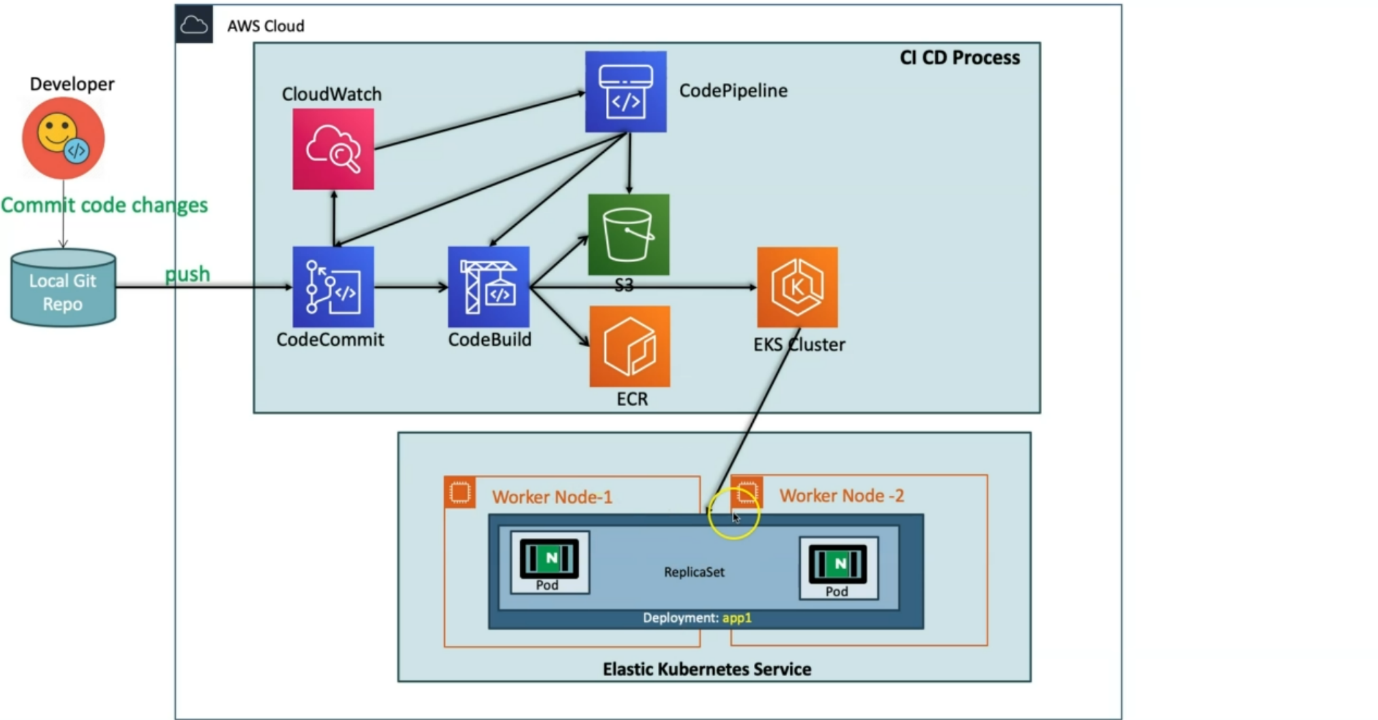 AWS Cloud
CI CD Process
Developer
CloudWatch
CodePipeline
Commit code changes
push
Local Git
Repo
S3
CodeCommit
CodeBuild
EKS Cluster
ECR
Worker Node-1
Worker Node -2
N
N
ReplicaSet
Pod
Pod
Deployment: app1
Elastic Kubernetes Service